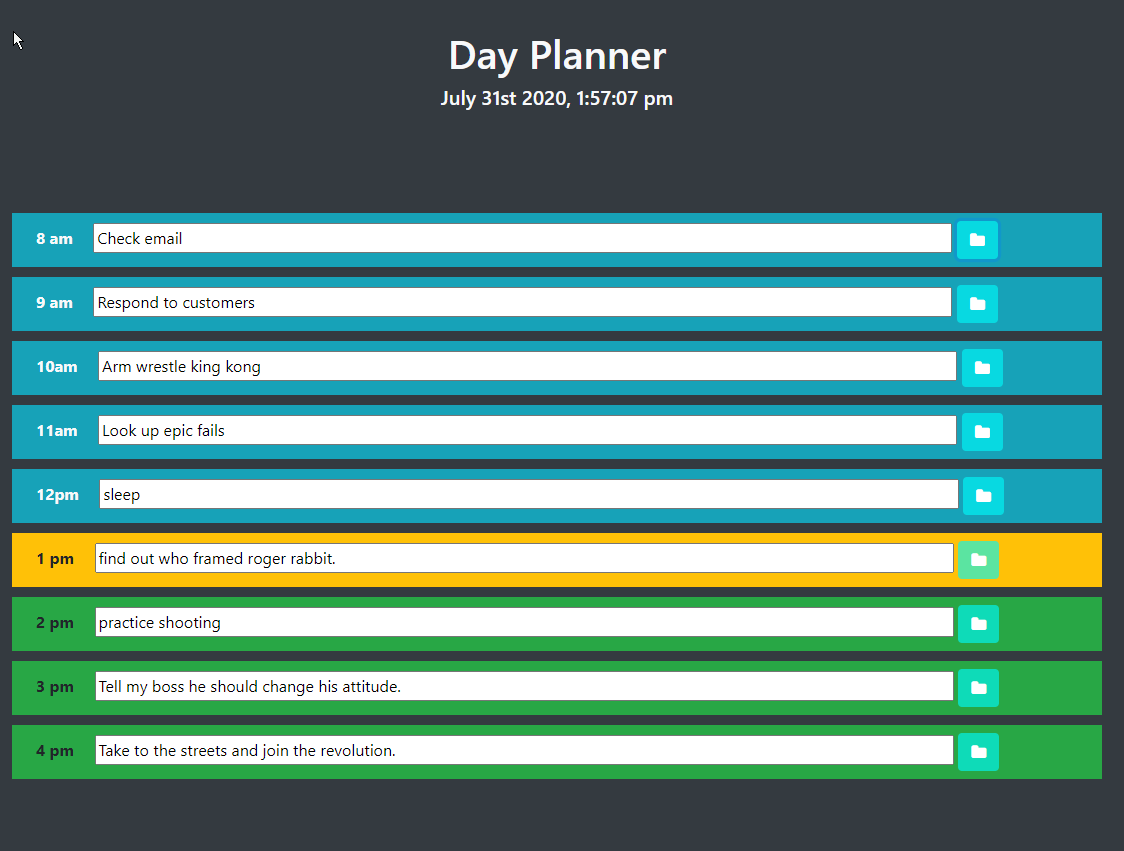 Day Planner
July 31st 2020, 1:57:07 pm
8 am Check email
9 am Respond to customers
10am Arm wrestle king kong
11am Look up epic fails
12pm sleep
1 pm find out who framed roger rabbit.
2 pm practice shooting
3 pm Tell my boss he should change his attitude.
4 pm Take to the streets and join the revolution.